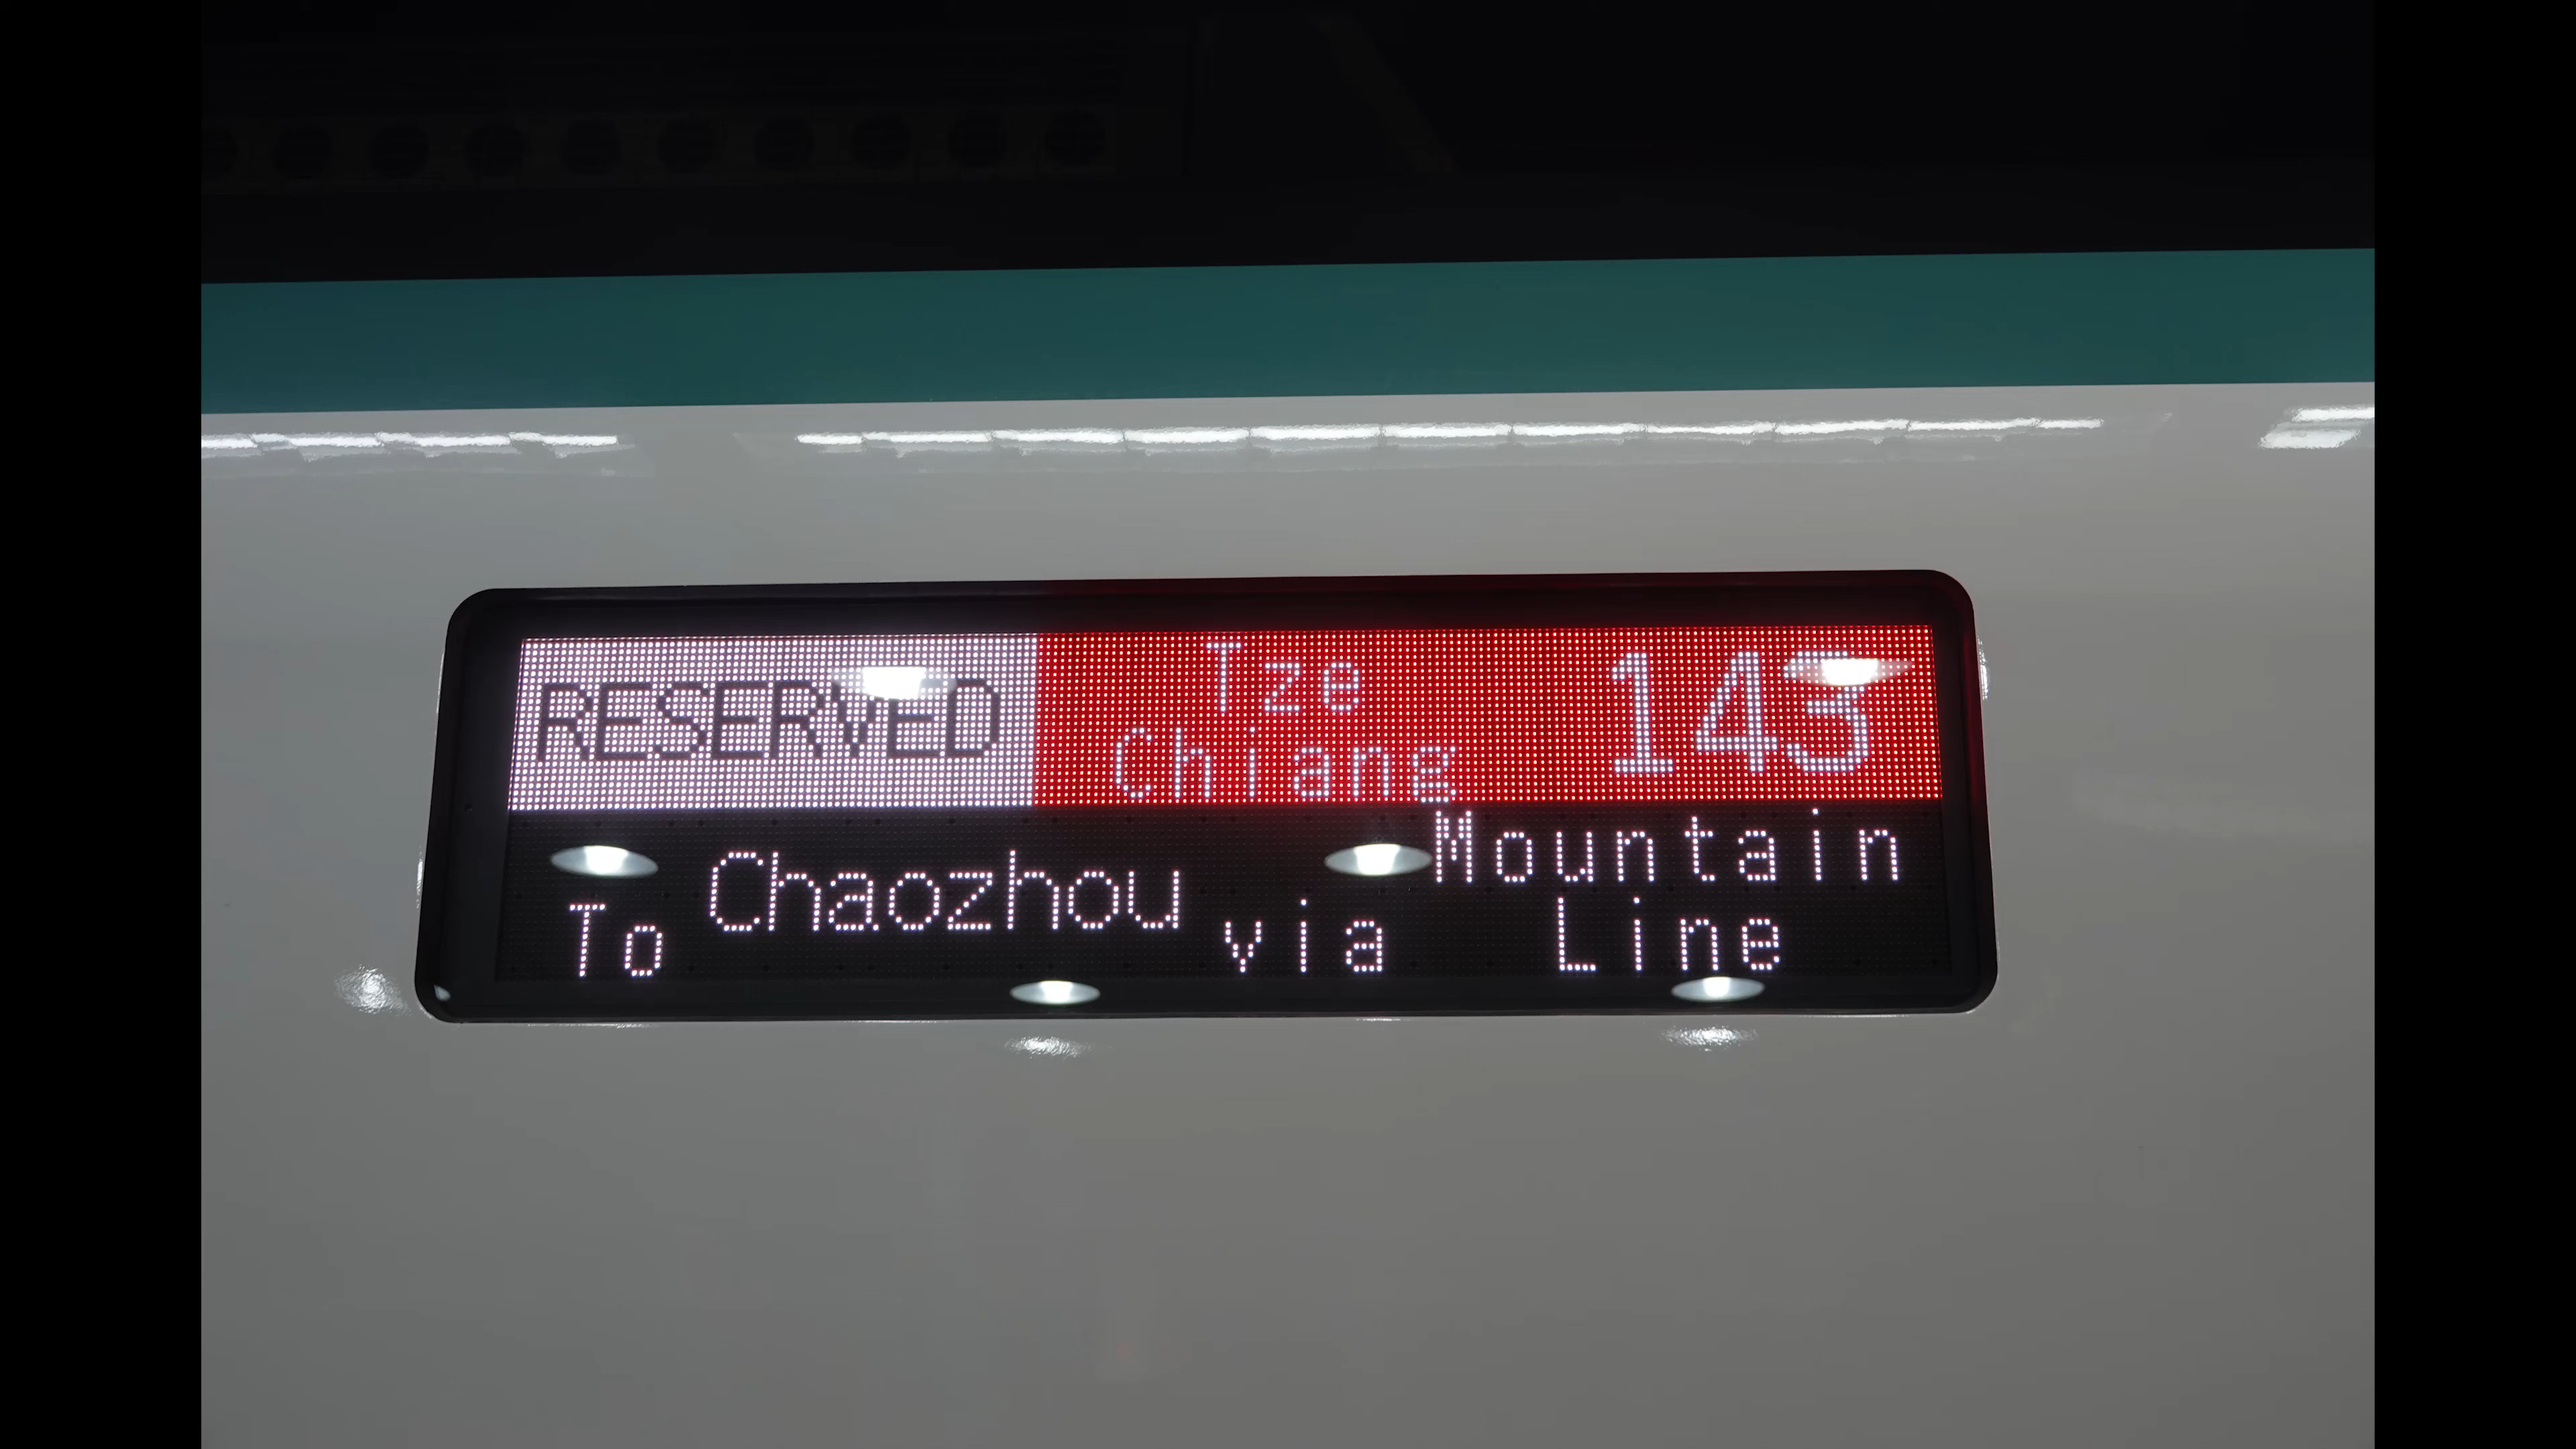 RESERVED
Tze
Chiang
143
To Chaozhou via
Mountain
Line